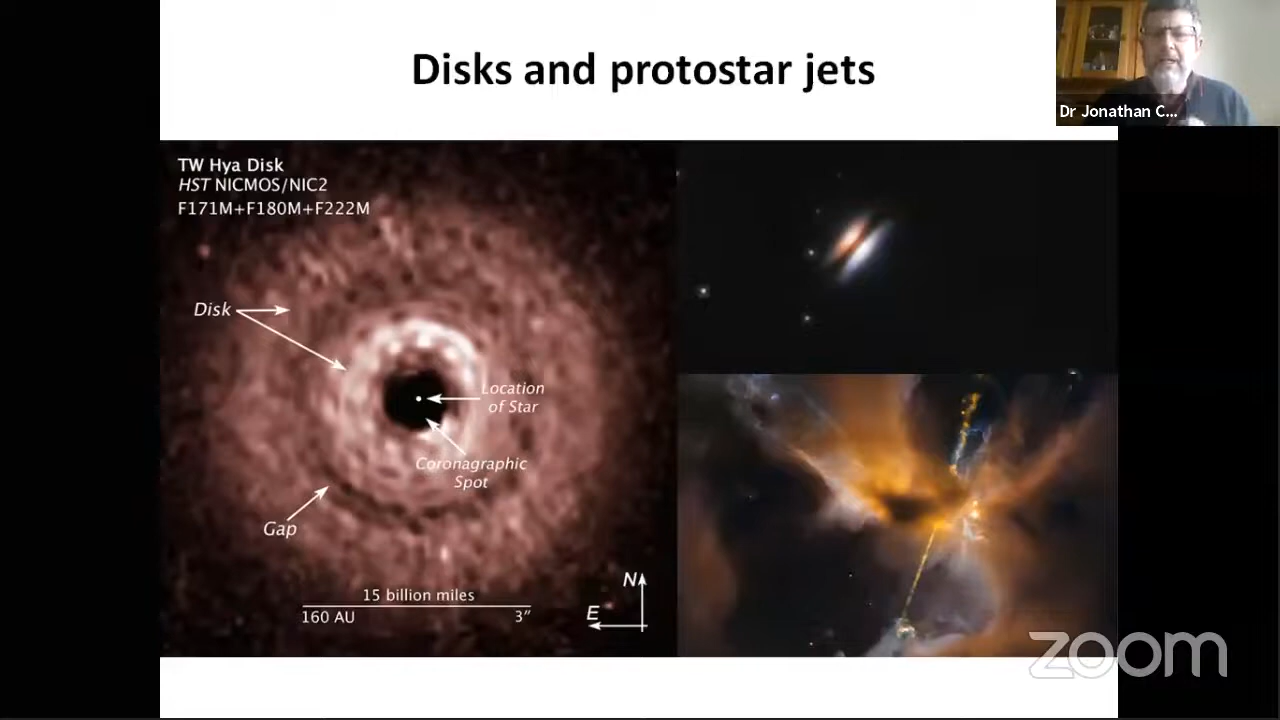 Disks and protostar jets
Dr Jonathan C...
TW Hya Disk
HST NICMOS/NIC2
F171M+F180M+F222M
Disk
Location
of Star
Coronagraphic
Spot
Gap
N
E
15 billion miles
160 AU 3″
zoom